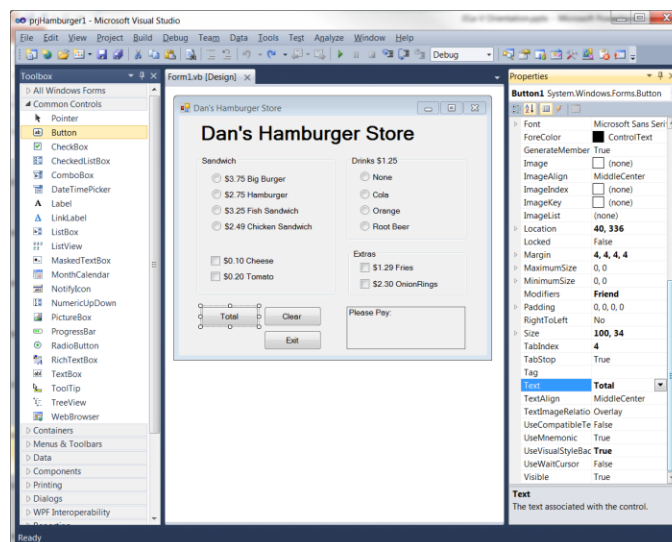 prjHamburger1 - Microsoft Visual Studio
File Edit View Project Build Debug Team Data Tools Test Analyze Window Help
Debug
Toolbox
Form1.vb [Design]
Properties
All Windows Forms
Common Controls
Pointer
Button
CheckBox
CheckedListBox
ComboBox
DateTimePicker
Label
LinkLabel
ListBox
ListView
MaskedTextBox
MonthCalendar
NotifyIcon
NumericUpDown
PictureBox
ProgressBar
RadioButton
RichTextBox
TextBox
ToolTip
TreeView
WebBrowser
Containers
Menus & Toolbars
Data
Components
Printing
Dialogs
WPF Interoperability
Dan's Hamburger Store
Dan's Hamburger Store
Sandwich
$3.75 Big Burger
$2.75 Hamburger
$3.25 Fish Sandwich
$2.49 Chicken Sandwich
$0.10 Cheese
$0.20 Tomato
Drinks $1.25
None
Cola
Orange
Root Beer
Extras
$1.29 Fries
$2.30 OnionRings
Total
Clear
Exit
Please Pay:
Button1 System.Windows.Forms.Button
Font Microsoft Sans Seri
ForeColor ControlText
GenerateMember True
Image (none)
ImageAlign MiddleCenter
ImageIndex (none)
ImageKey (none)
ImageList (none)
Location 40, 336
Locked False
Margin 4, 4, 4, 4
MaximumSize 0, 0
MinimumSize 0, 0
Modifiers Friend
Padding 0, 0, 0, 0
RightToLeft No
Size 100, 34
TabIndex 4
TabStop True
Tag
Text Total
TextAlign MiddleCenter
TextImageRelatio Overlay
UseCompatibleTe False
UseMnemonic True
UseVisualStyleBac True
UseWaitCursor False
Visible True
Text
The text associated with the control.
Ready